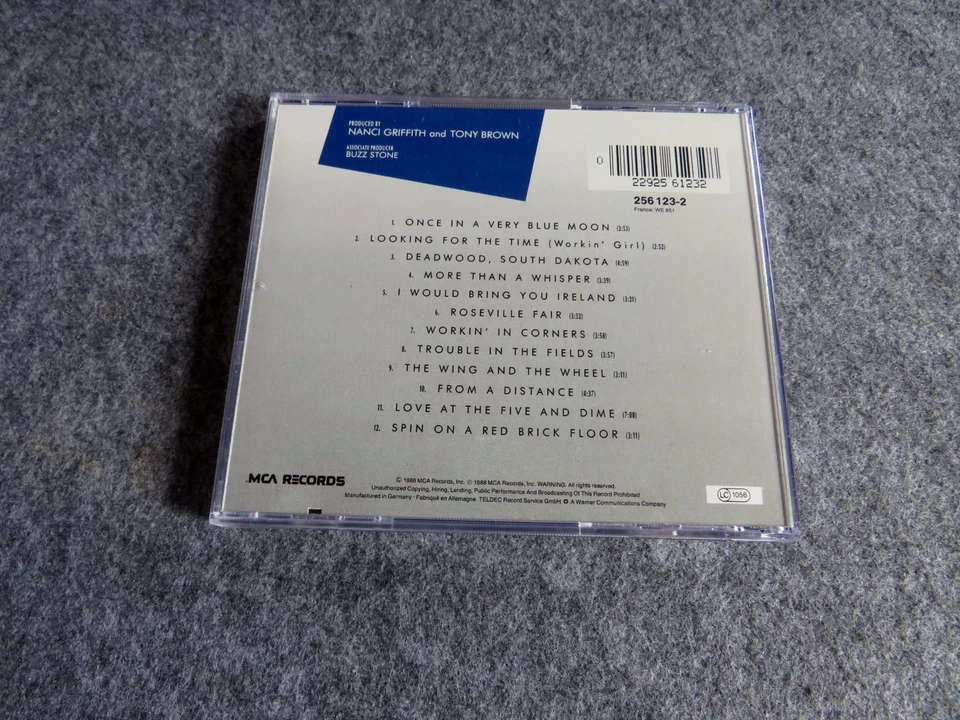 PRODUCED BY
NANCI GRIFFITH and TONY BROWN
ASSOCIATE PRODUCER
BUZZ STONE
0
22925 61232
256 123-2
France: WE 851
1. ONCE IN A VERY BLUE MOON (2:53)
2. LOOKING FOR THE TIME (Workin' Girl) (2:52)
3. DEADWOOD, SOUTH DAKOTA (4:59)
4. MORE THAN A WHISPER (3:39)
5. I WOULD BRING YOU IRELAND (3:21)
6. ROSEVILLE FAIR (3:32)
7. WORKIN' IN CORNERS (3:58)
8. TROUBLE IN THE FIELDS (3:57)
9. THE WING AND THE WHEEL (3:11)
10. FROM A DISTANCE (4:37)
11. LOVE AT THE FIVE AND DIME (7:08)
12. SPIN ON A RED BRICK FLOOR (3:11)
MCA RECORDS
© 1988 MCA Records, Inc. ℗ 1988 MCA Records, Inc. WARNING: All rights reserved.
Unauthorized Copying, Hiring, Lending, Public Performance And Broadcasting Of This Record Prohibited
Manufactured in Germany · Fabriqué en Allemagne. TELDEC Record Service GmbH A Warner Communications Company
LC 1056